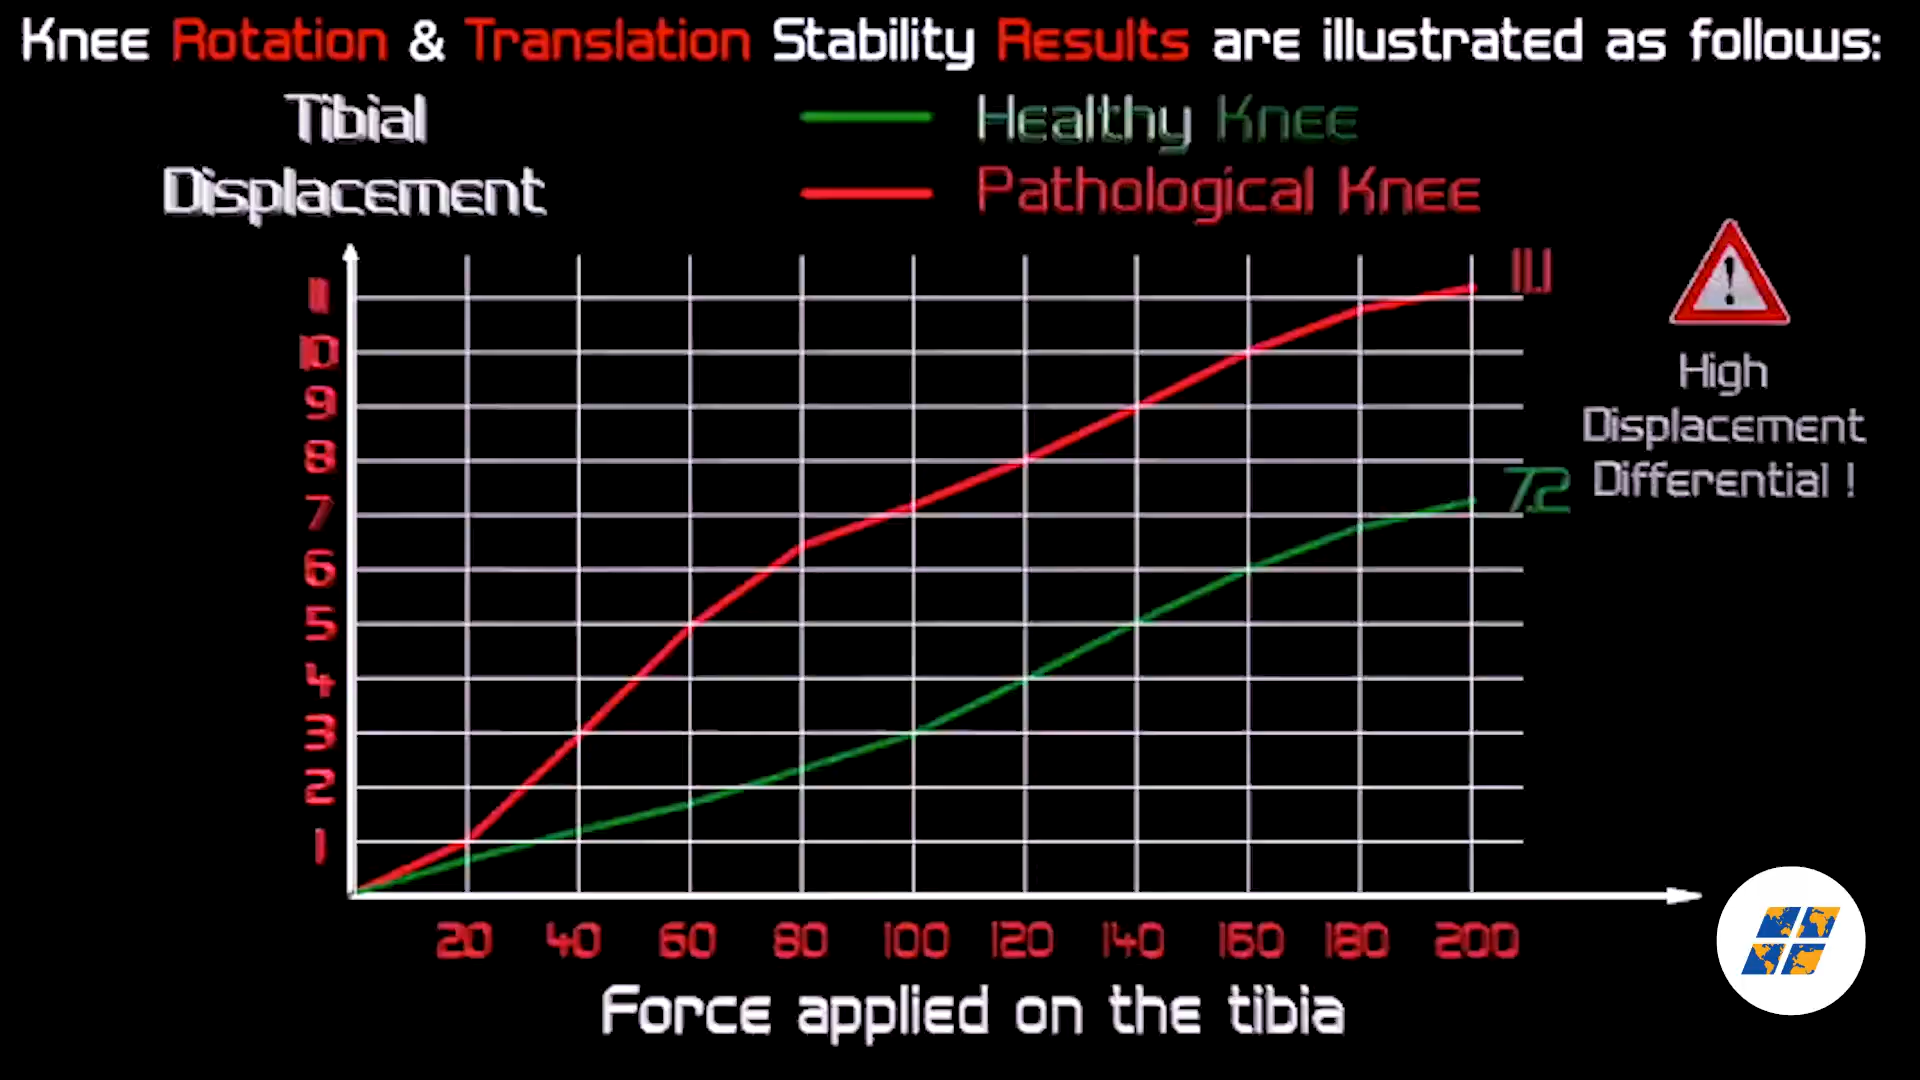 Knee Rotation & Translation Stability Results are illustrated as follows:
Tibial
Displacement
Healthy Knee
Pathological Knee
11.1
High
Displacement
Differential !
7.2
11
10
9
8
7
6
5
4
3
2
1
20 40 60 80 100 120 140 160 180 200
Force applied on the tibia